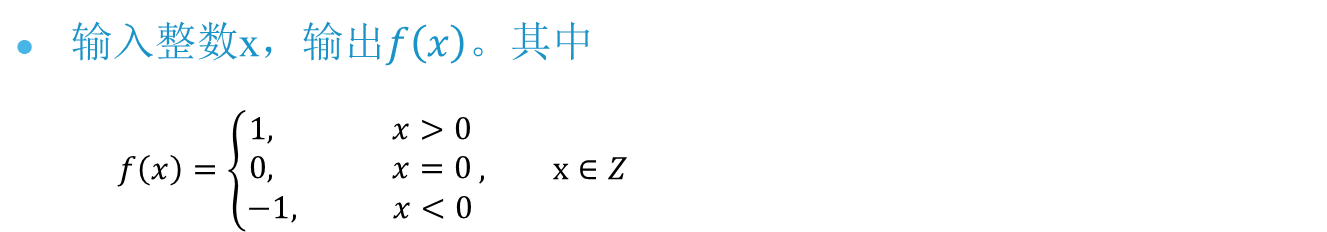 • 输入整数x，输出f(x)。其中
1, x > 0
f(x) = { 0, x = 0 , x ∈ Z
−1, x < 0